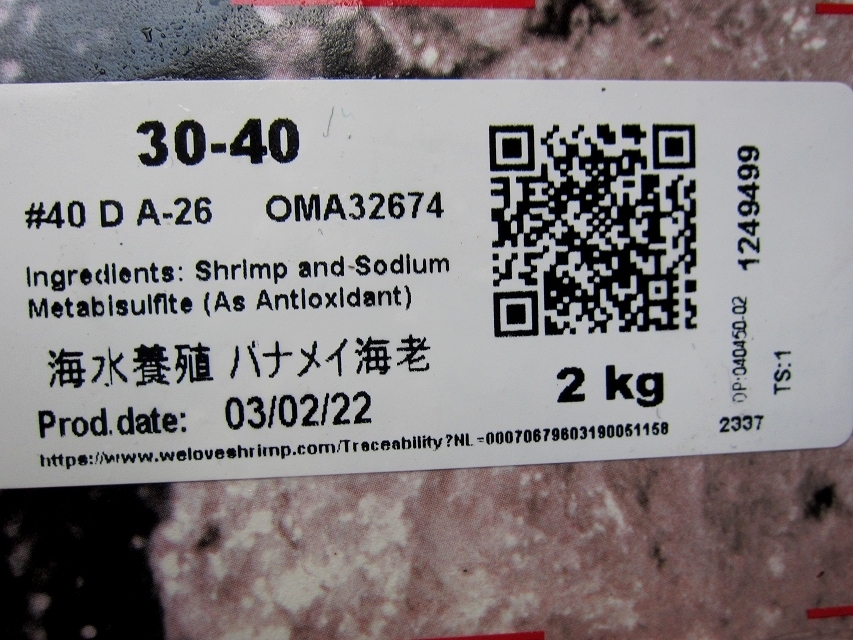 30-40
#40 D A-26 OMA32674
Ingredients: Shrimp and-Sodium
Metabisulfite (As Antioxidant)
海水養殖 バナメイ海老
Prod.date: 03/02/22
https://www.weloveshrimp.com/Traceability?NL=00070679603190051158
2 kg
1249499
OP:040450-02
TS:1
2337